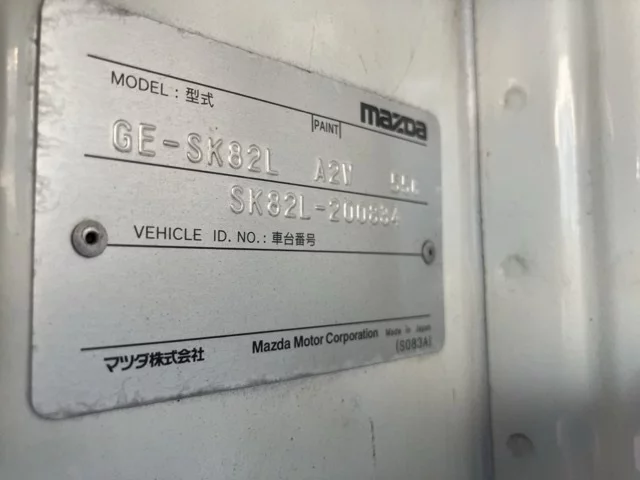 MODEL : 型式
PAINT
mazda
GE-SK82L A2V
SK82L-200834
VEHICLE ID. NO. : 車台番号
マツダ株式会社 Mazda Motor Corporation Made in Japan
(S083A)